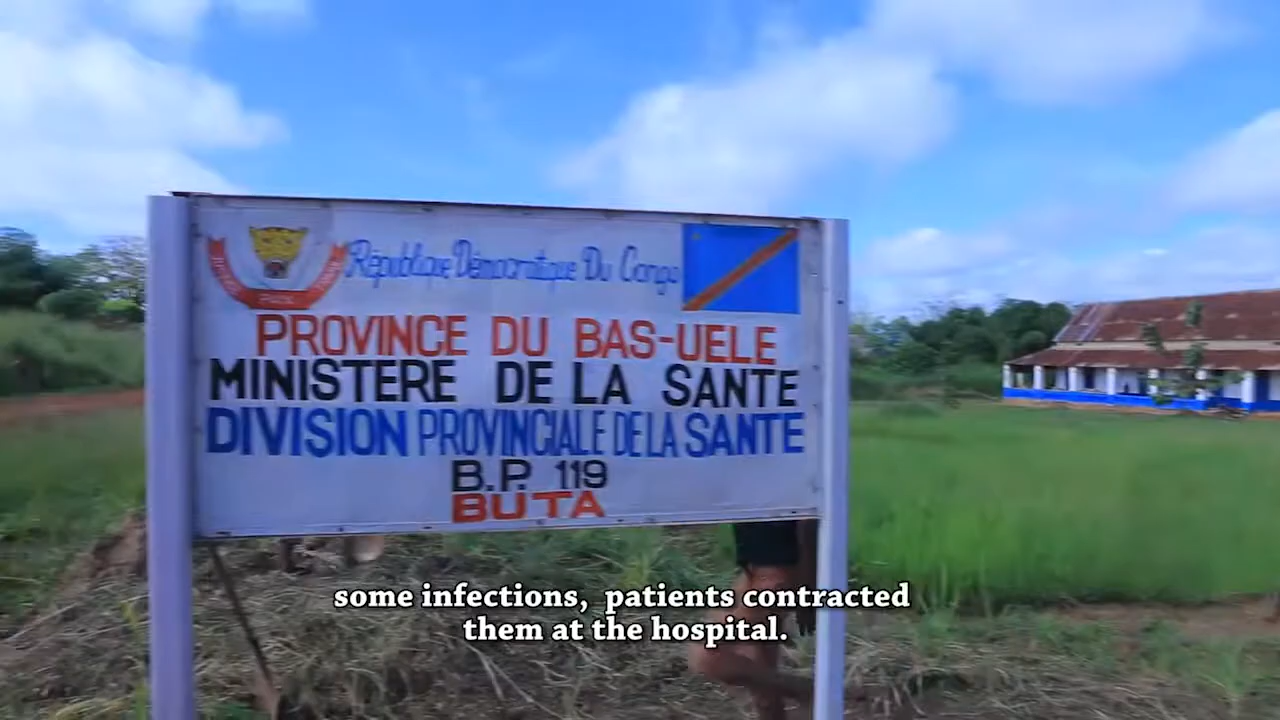 République Démocratique Du Congo
PROVINCE DU BAS-UELE
MINISTERE DE LA SANTE
DIVISION PROVINCIALE DE LA SANTE
B.P. 119
BUTA
some infections, patients contracted
them at the hospital.